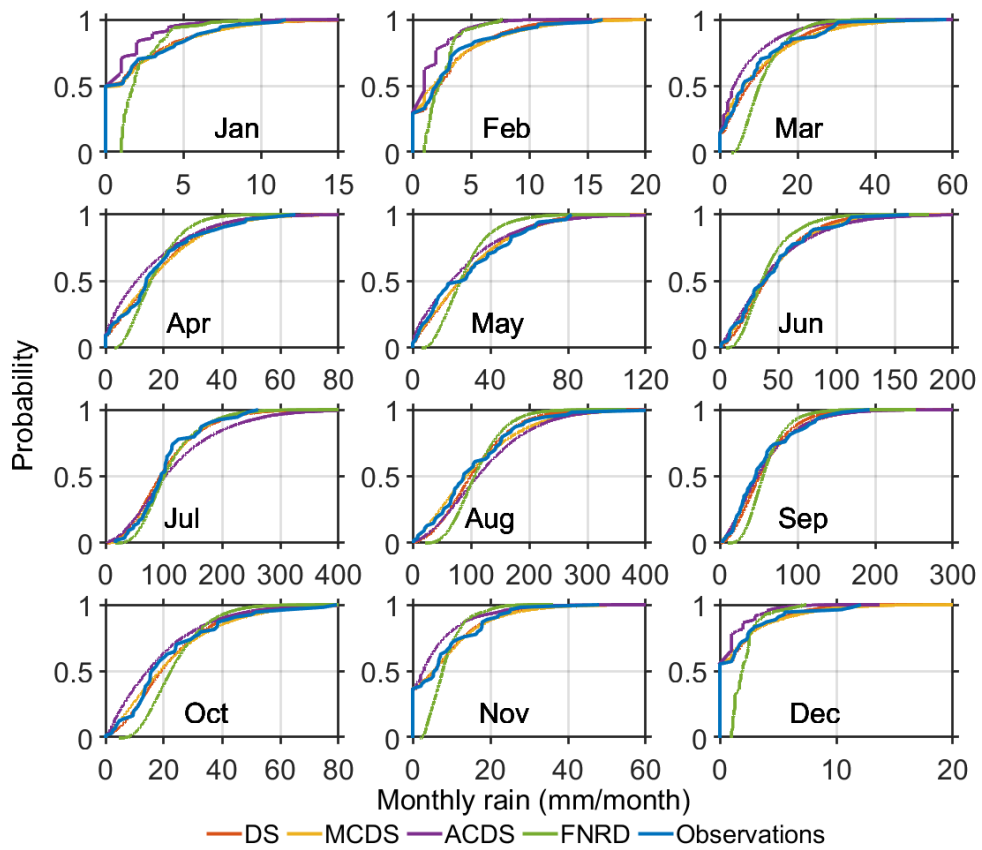 1
0.5
0
Jan
0 5 10 15
1
0.5
0
Feb
0 5 10 15 20
1
0.5
0
Mar
0 20 40 60
1
0.5
0
Apr
0 20 40 60 80
1
0.5
0
May
0 40 80 120
1
0.5
0
Jun
0 50 100 150 200
1
0.5
0
Jul
0 100 200 300 400
1
0.5
0
Aug
0 100 200 300 400
1
0.5
0
Sep
0 100 200 300
1
0.5
0
Oct
0 20 40 60 80
1
0.5
0
Nov
0 20 40 60
1
0.5
0
Dec
0 10 20
Probability
Monthly rain (mm/month)
DS MCDS ACDS FNRD Observations